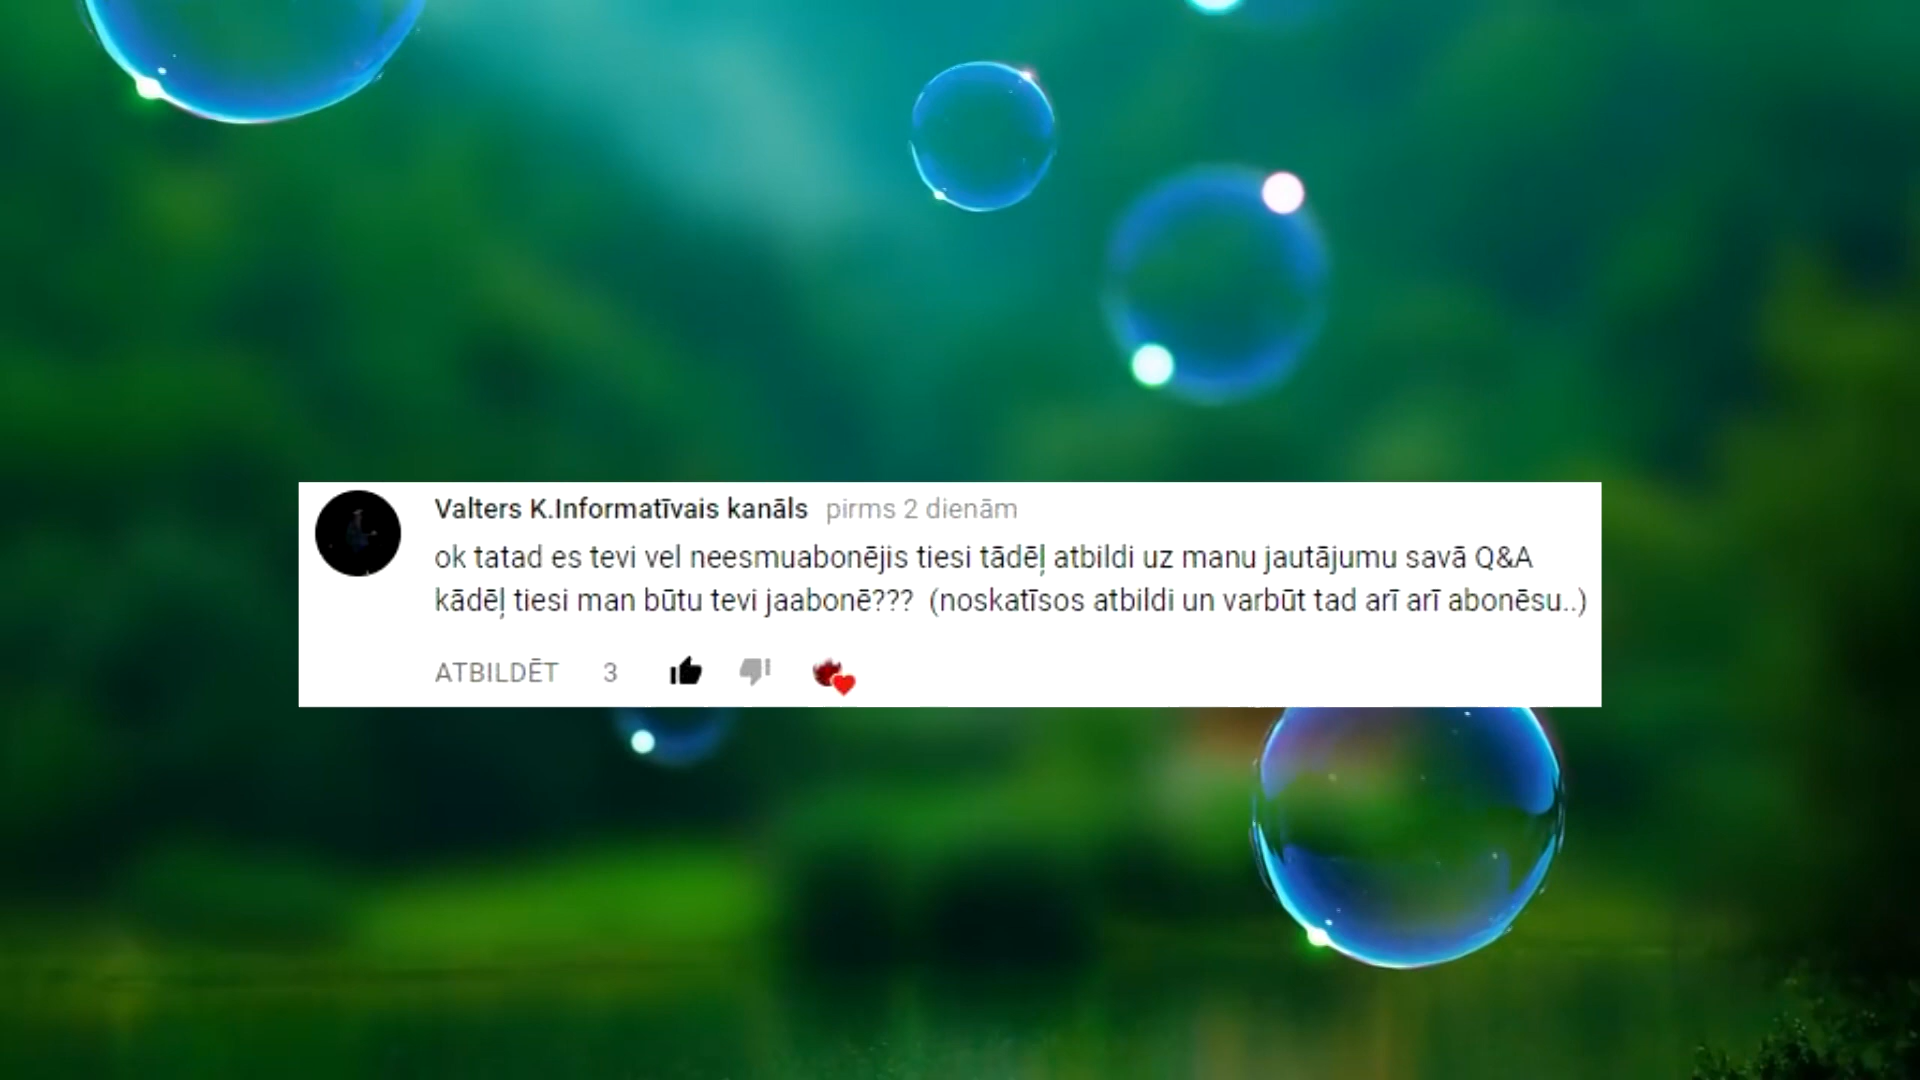 Valters K.Informatīvais kanāls pirms 2 dienām
ok tatad es tevi vel neesmuabonējis tiesi tādēļ atbildi uz manu jautājumu savā Q&A
kādēļ tiesi man būtu tevi jaabonē??? (noskatīsos atbildi un varbūt tad arī arī abonēsu..)
ATBILDĒT 3